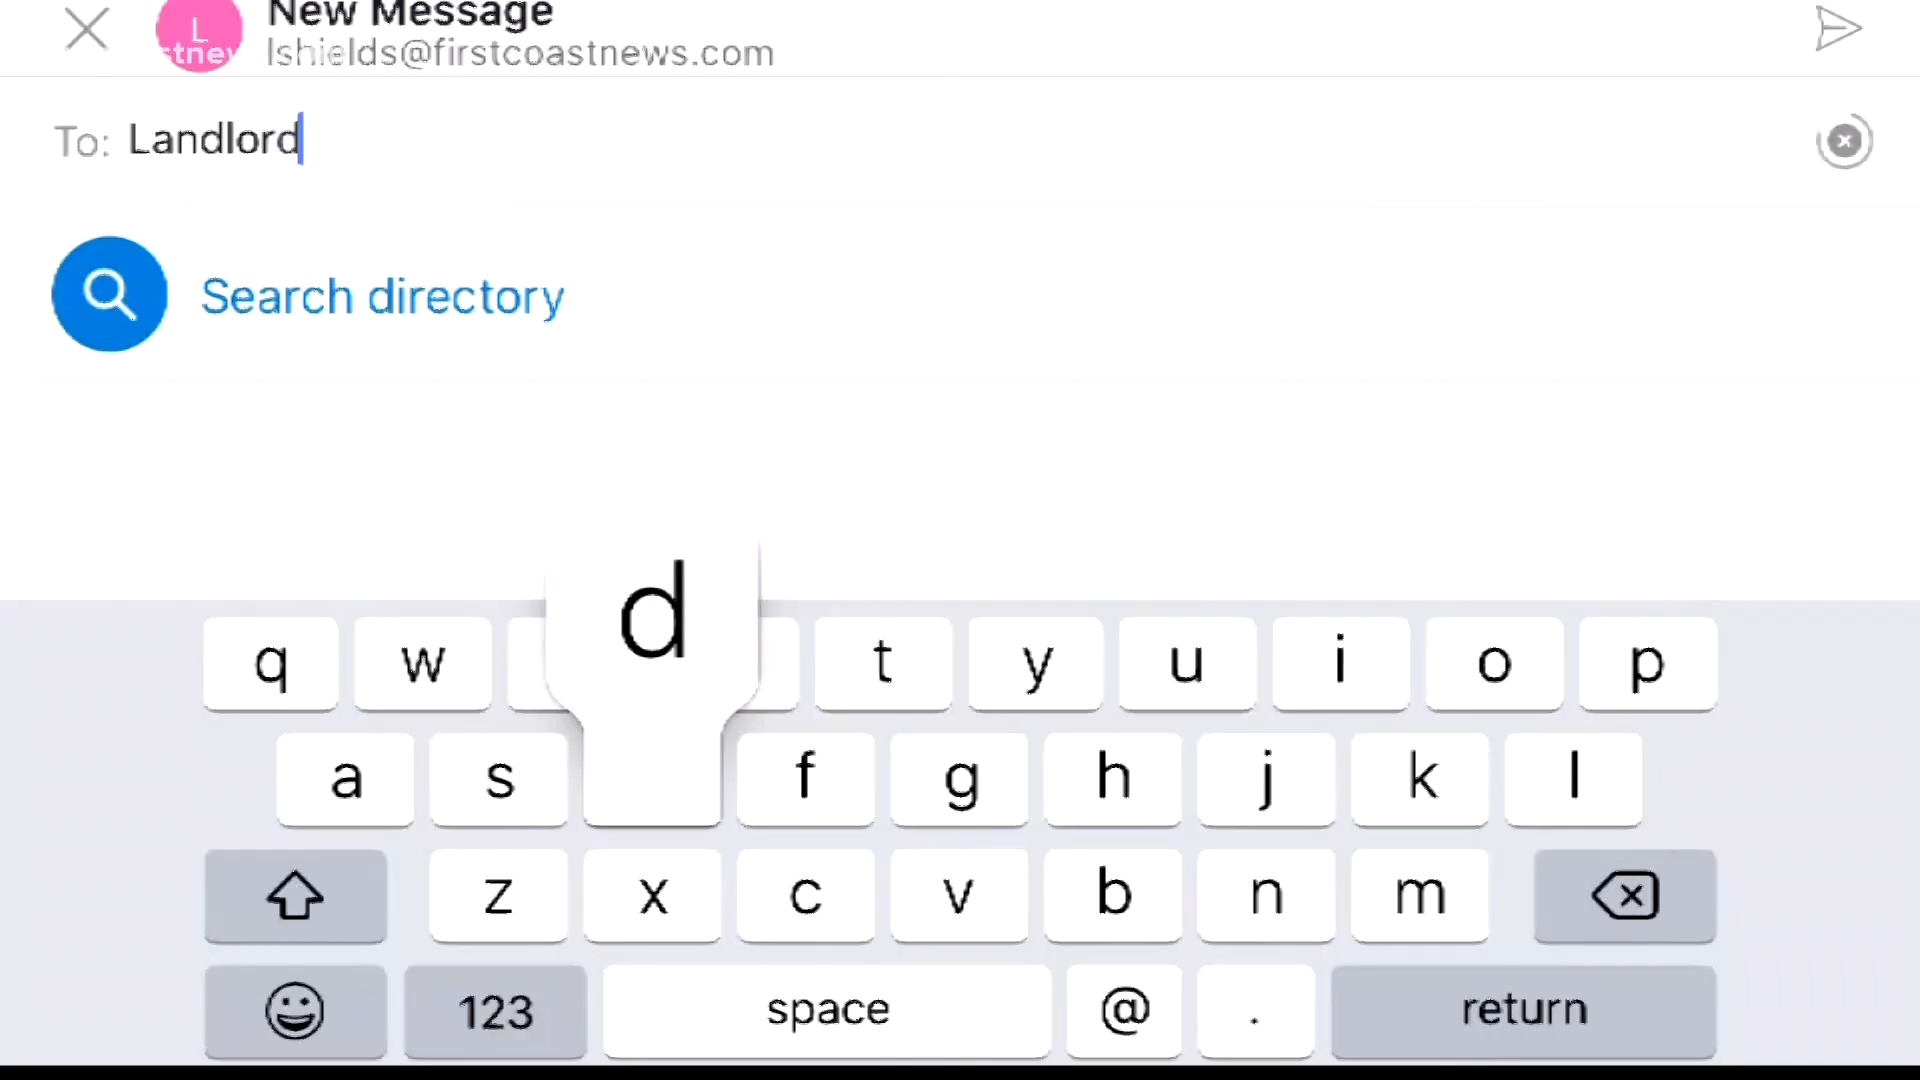 New Message
L
lshields@firstcoastnews.com
To: Landlord
Search directory
d
q w t y u i o p
a s f g h j k l
z x c v b n m
123 space @ . return